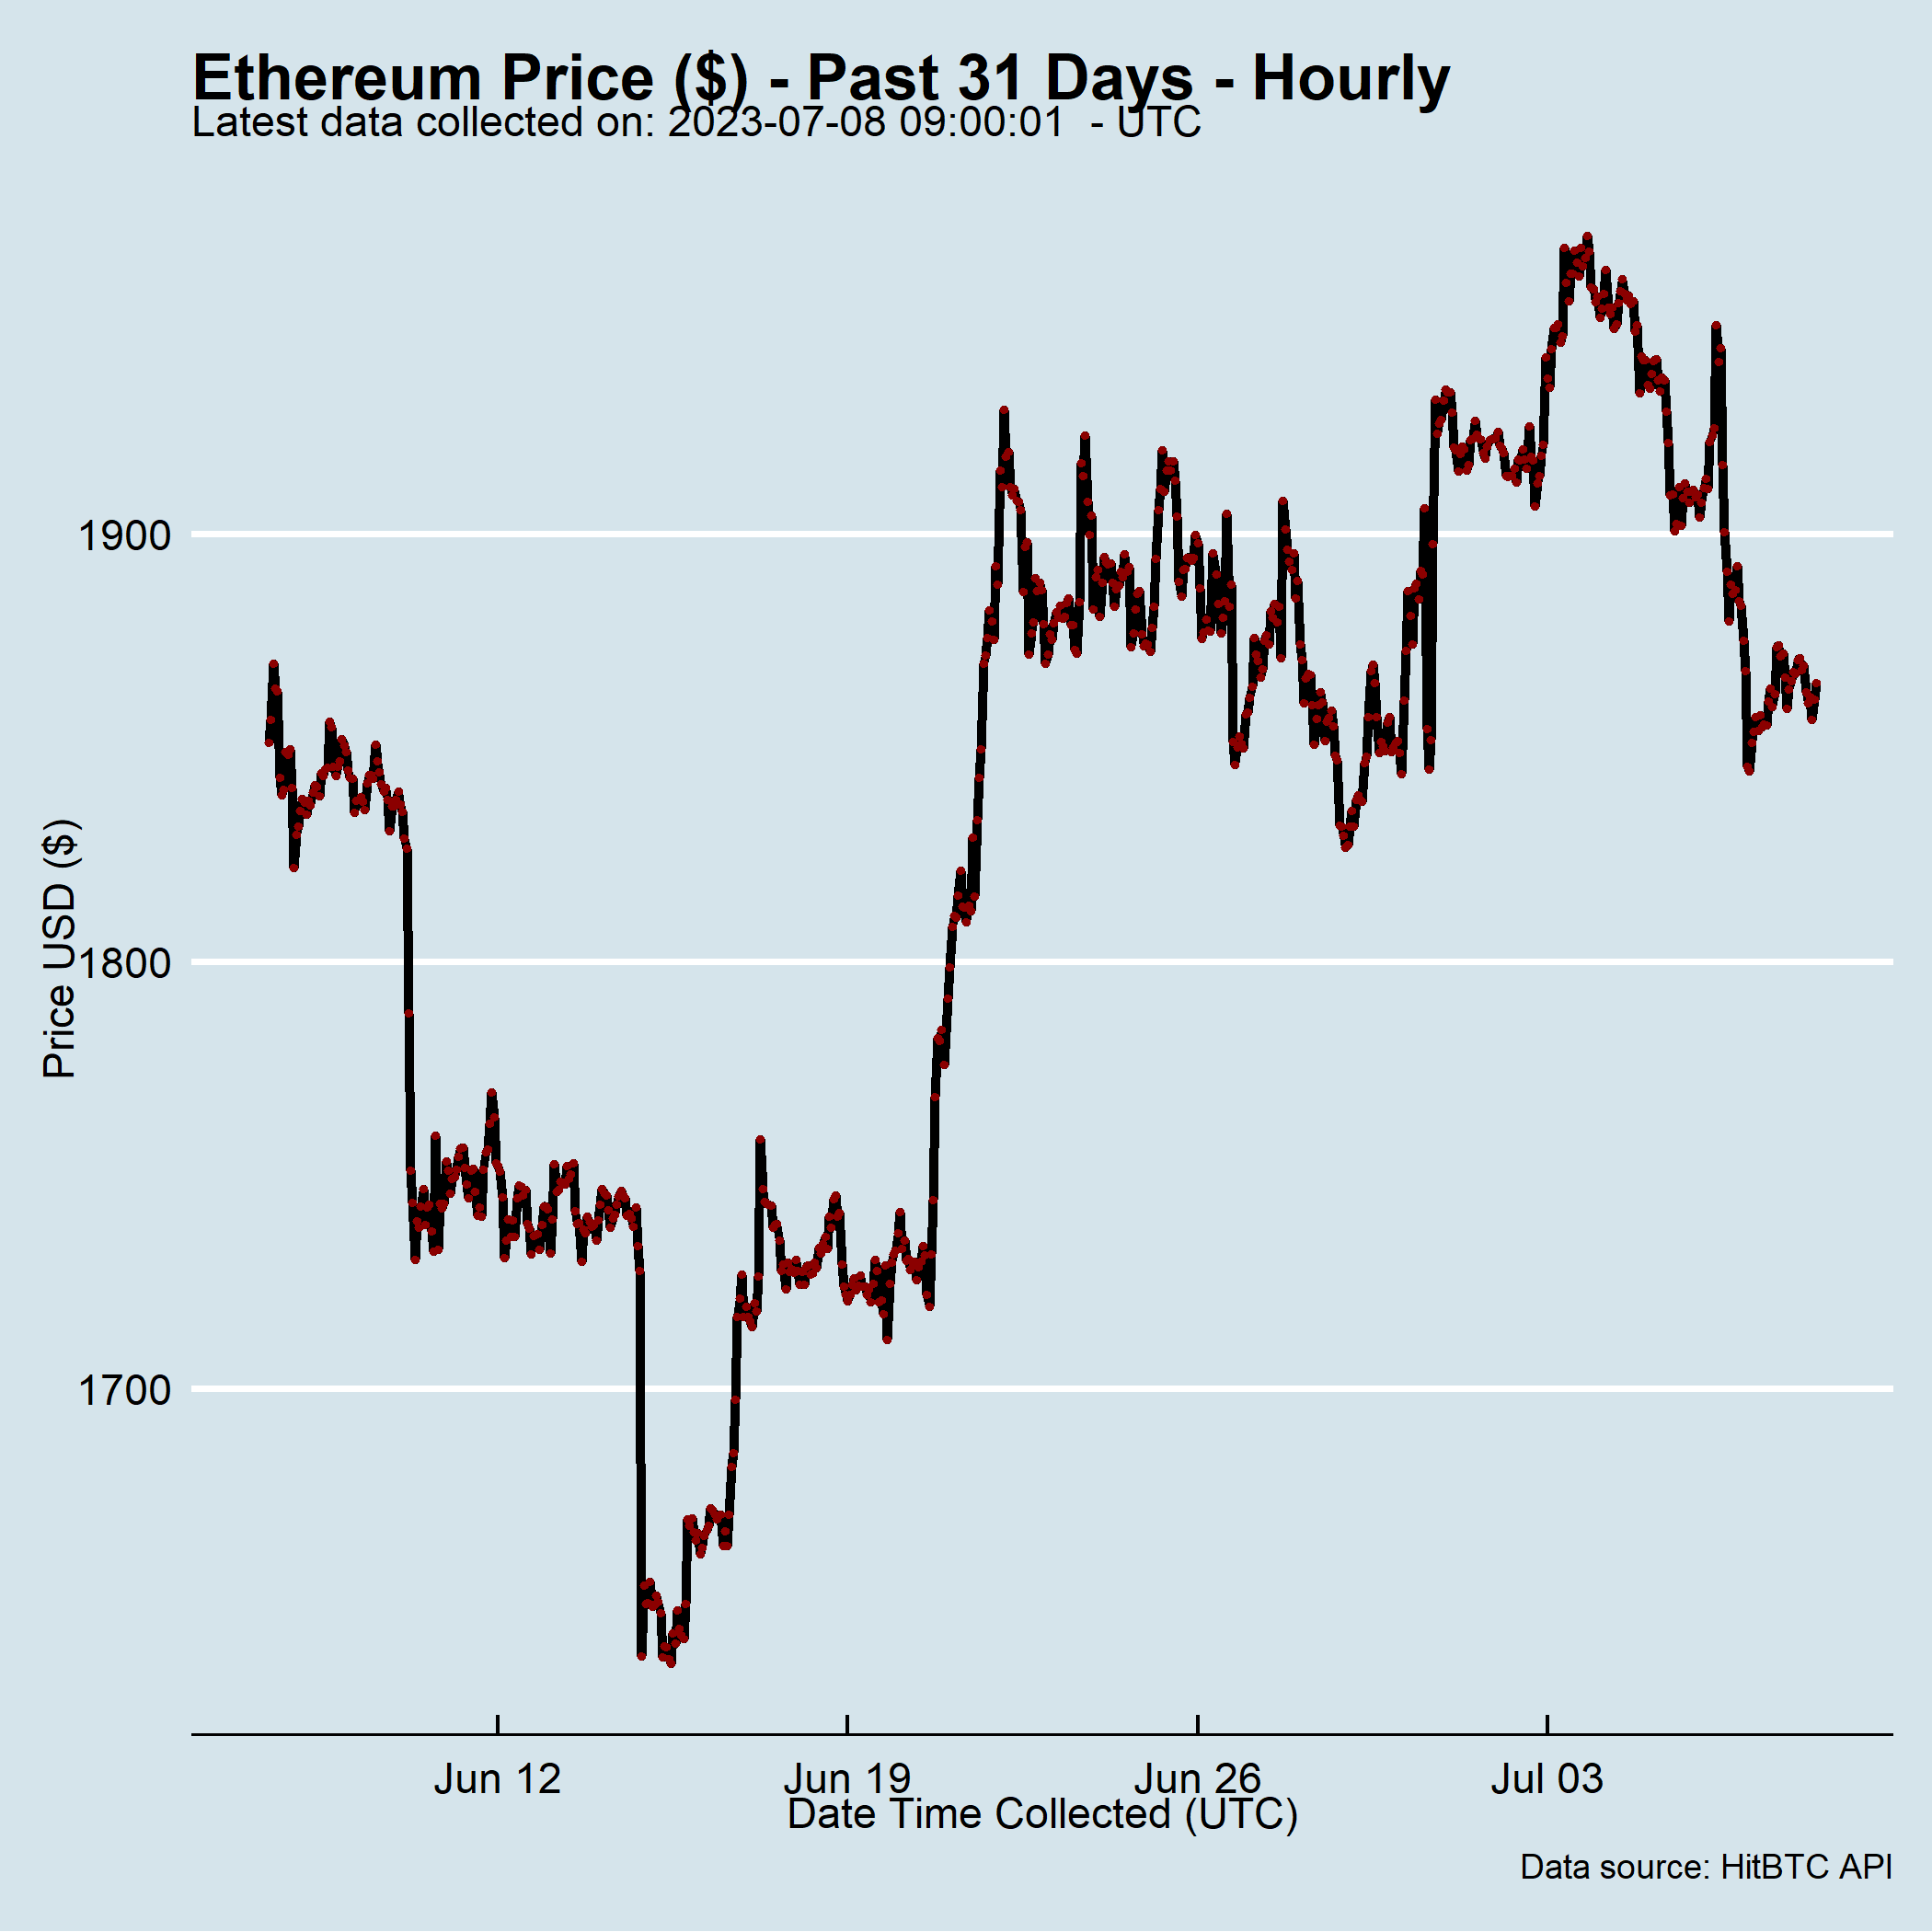 Ethereum Price ($) - Past 31 Days - Hourly
Latest data collected on: 2023-07-08 09:00:01  - UTC
Price USD ($)
1900
1800
1700
Jun 12
Jun 19
Jun 26
Jul 03
Date Time Collected (UTC)
Data source: HitBTC API